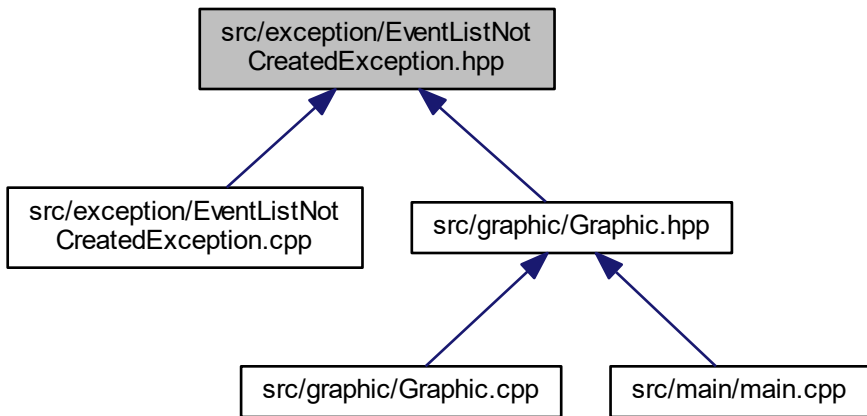 src/exception/EventListNot
CreatedException.hpp
src/exception/EventListNot
CreatedException.cpp
src/graphic/Graphic.hpp
src/graphic/Graphic.cpp
src/main/main.cpp